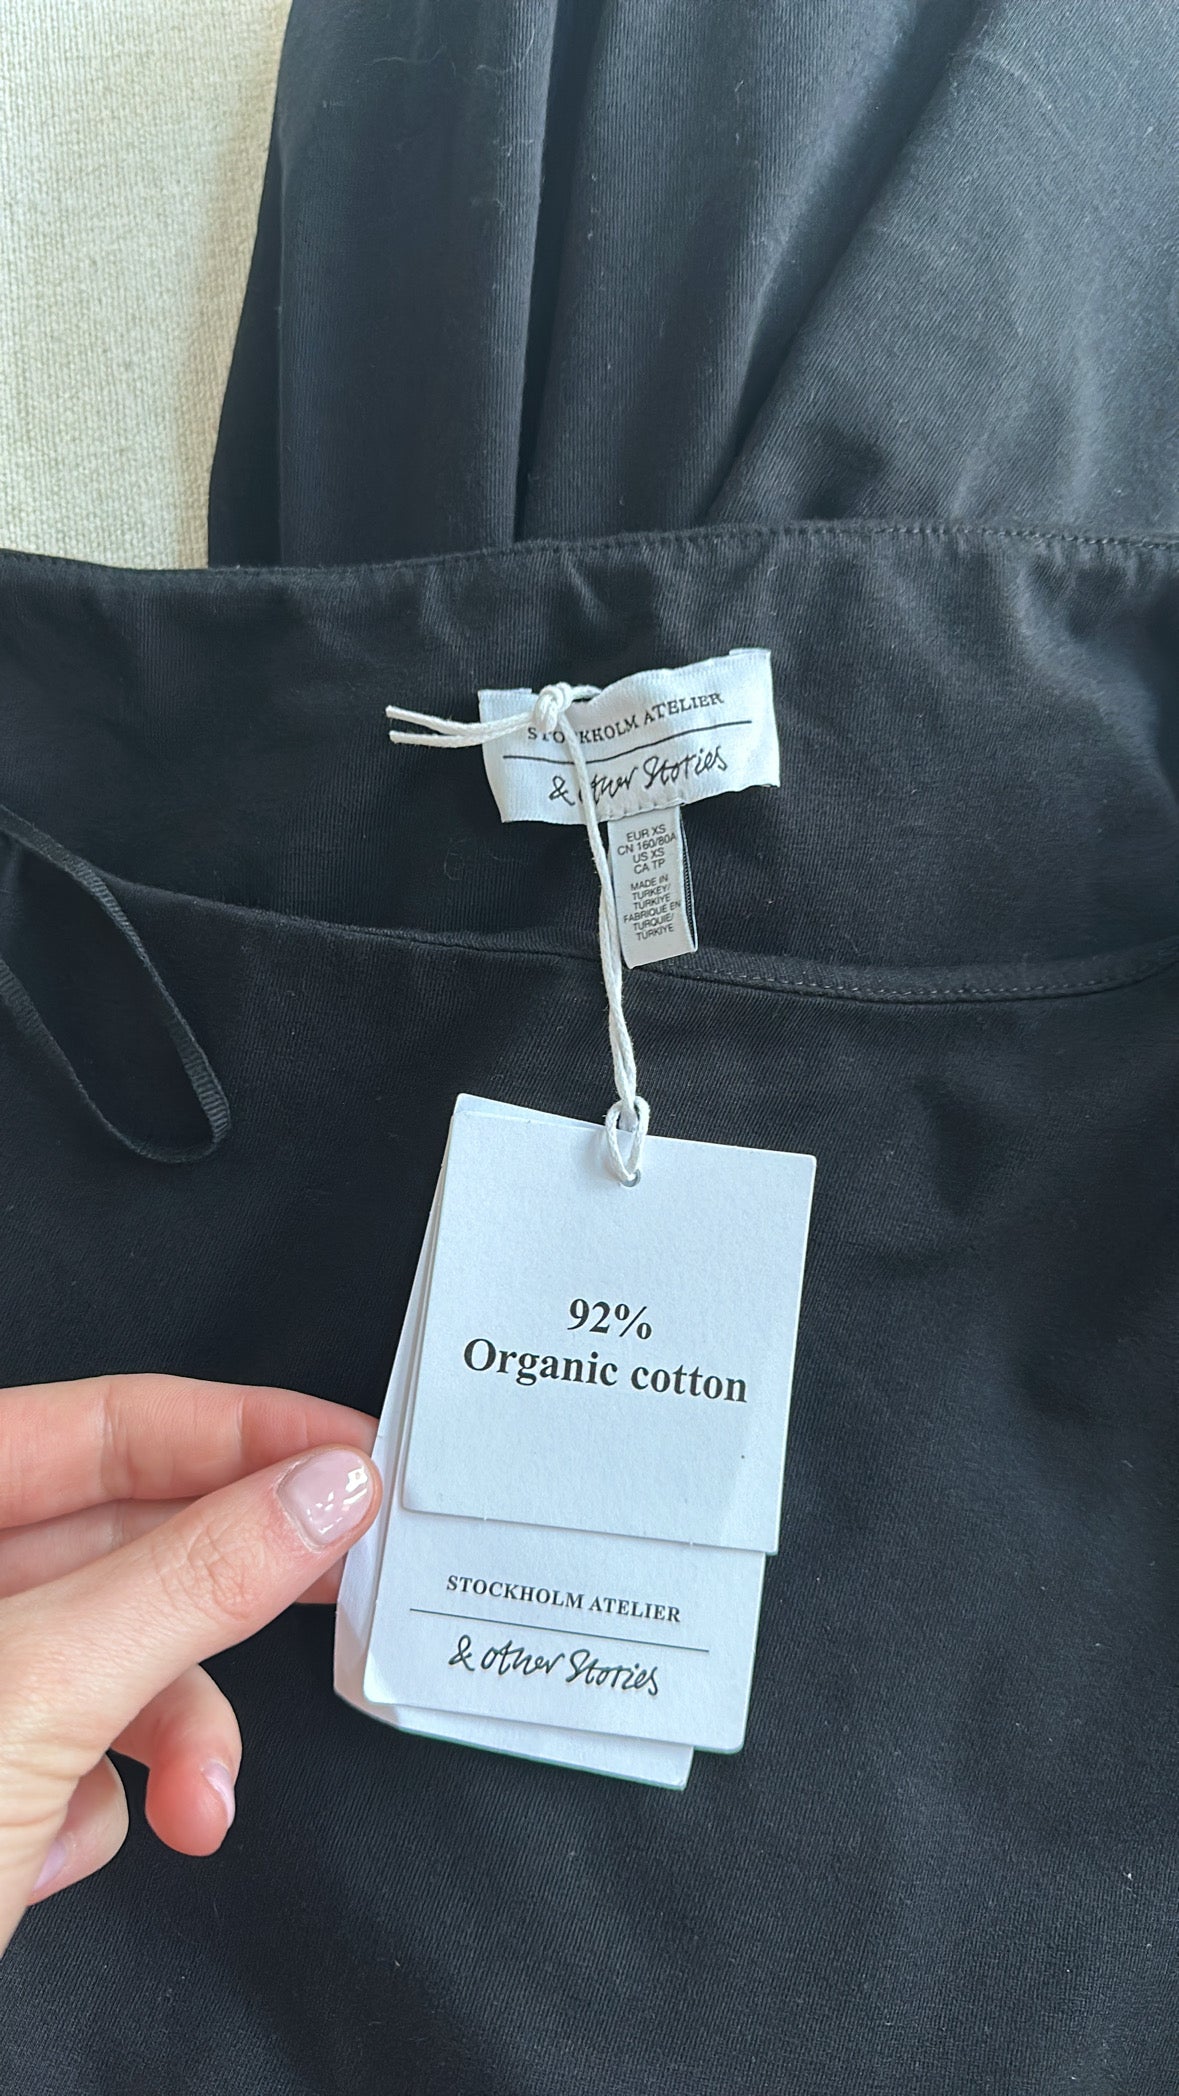 STOCKHOLM ATELIER
& other Stories
EUR XS
CN 160/80A
US XS
CA TP
MADE IN
TURKEY/
TÜRKIYE
FABRIQUE EN
TURQUIE/
TÜRKIYE
92%
Organic cotton
STOCKHOLM ATELIER
& other Stories